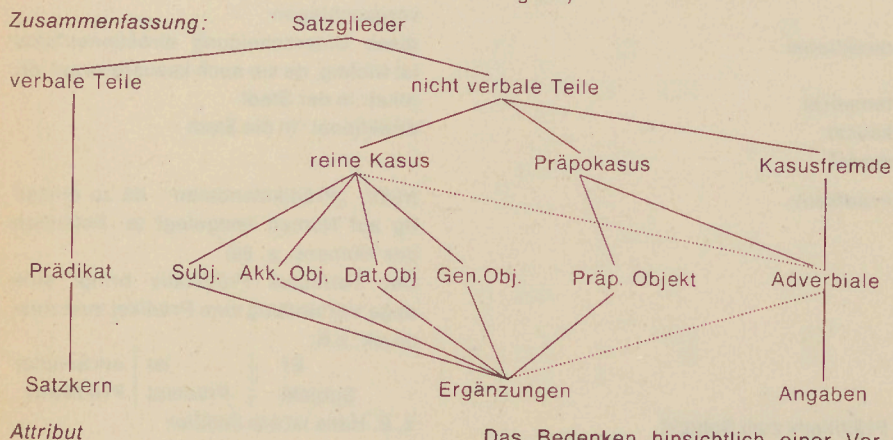 Zusammenfassung: Satzglieder
verbale Teile nicht verbale Teile
reine Kasus Präpokasus Kasusfremde
Prädikat Subj. Akk. Obj. Dat.Obj Gen.Obj. Präp. Objekt Adverbiale
Satzkern Ergänzungen Angaben
Attribut
Das Bedenken hinsichtlich einer Ver-